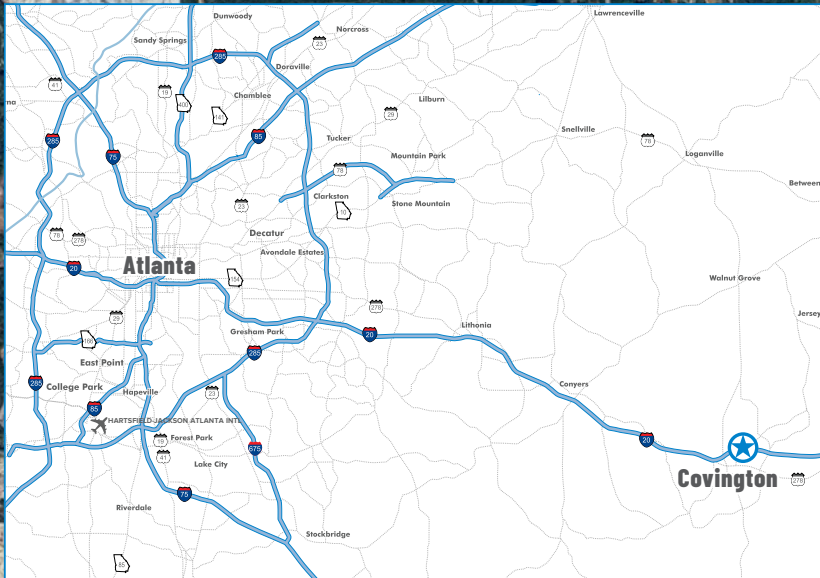 Dunwoody
Lawrenceville
Norcross
Sandy Springs
23
285
Doraville
41
19
Chamblee
400
Lilburn
na
141
29
Snellville
285
85
Tucker
78
75
Mountain Park
Loganville
78
Between
Clarkston
Stone Mountain
23
10
78
278
Decatur
Avondale Estates
Atlanta
20
154
Walnut Grove
278
29
Jersey
Gresham Park
Lithonia
20
166
285
East Point
285
College Park
Hapeville
23
Conyers
85
HARTSFIELD-JACKSON ATLANTA INTL
19
Forest Park
20
675
41
Lake City
Covington
278
75
Riverdale
Stockbridge
85